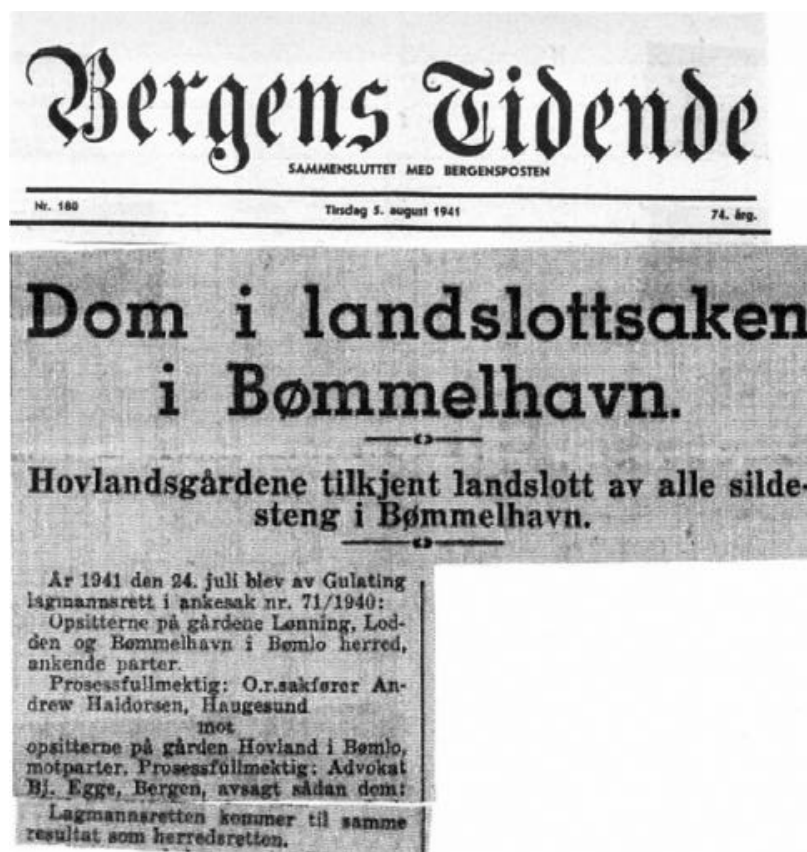 Bergens Tidende
SAMMENSLUTTET MED BERGENSPOSTEN
Nr. 180 Tirsdag 5. august 1941 74. årg.
Dom i landslottsaken
i Bømmelhavn.
Hovlandsgårdene tilkjent landslott av alle silde-
steng i Bømmelhavn.
År 1941 den 24. juli blev av Gulating
lagmannsrett i ankesak nr. 71/1940:
Opsitterne på gårdene Lønning, Lod-
den og Bømmelhavn i Bømlo herred,
ankende parter.
Prosessfullmektig: O.r.sakfører An-
drew Haldorsen, Haugesund
mot
opsitterne på gården Hovland i Bømlo,
motparter. Prosessfullmektig: Advokat
Bj. Egge, Bergen, avsagt sådan dom:
Lagmannsretten kommer til samme
resultat som herredsretten.